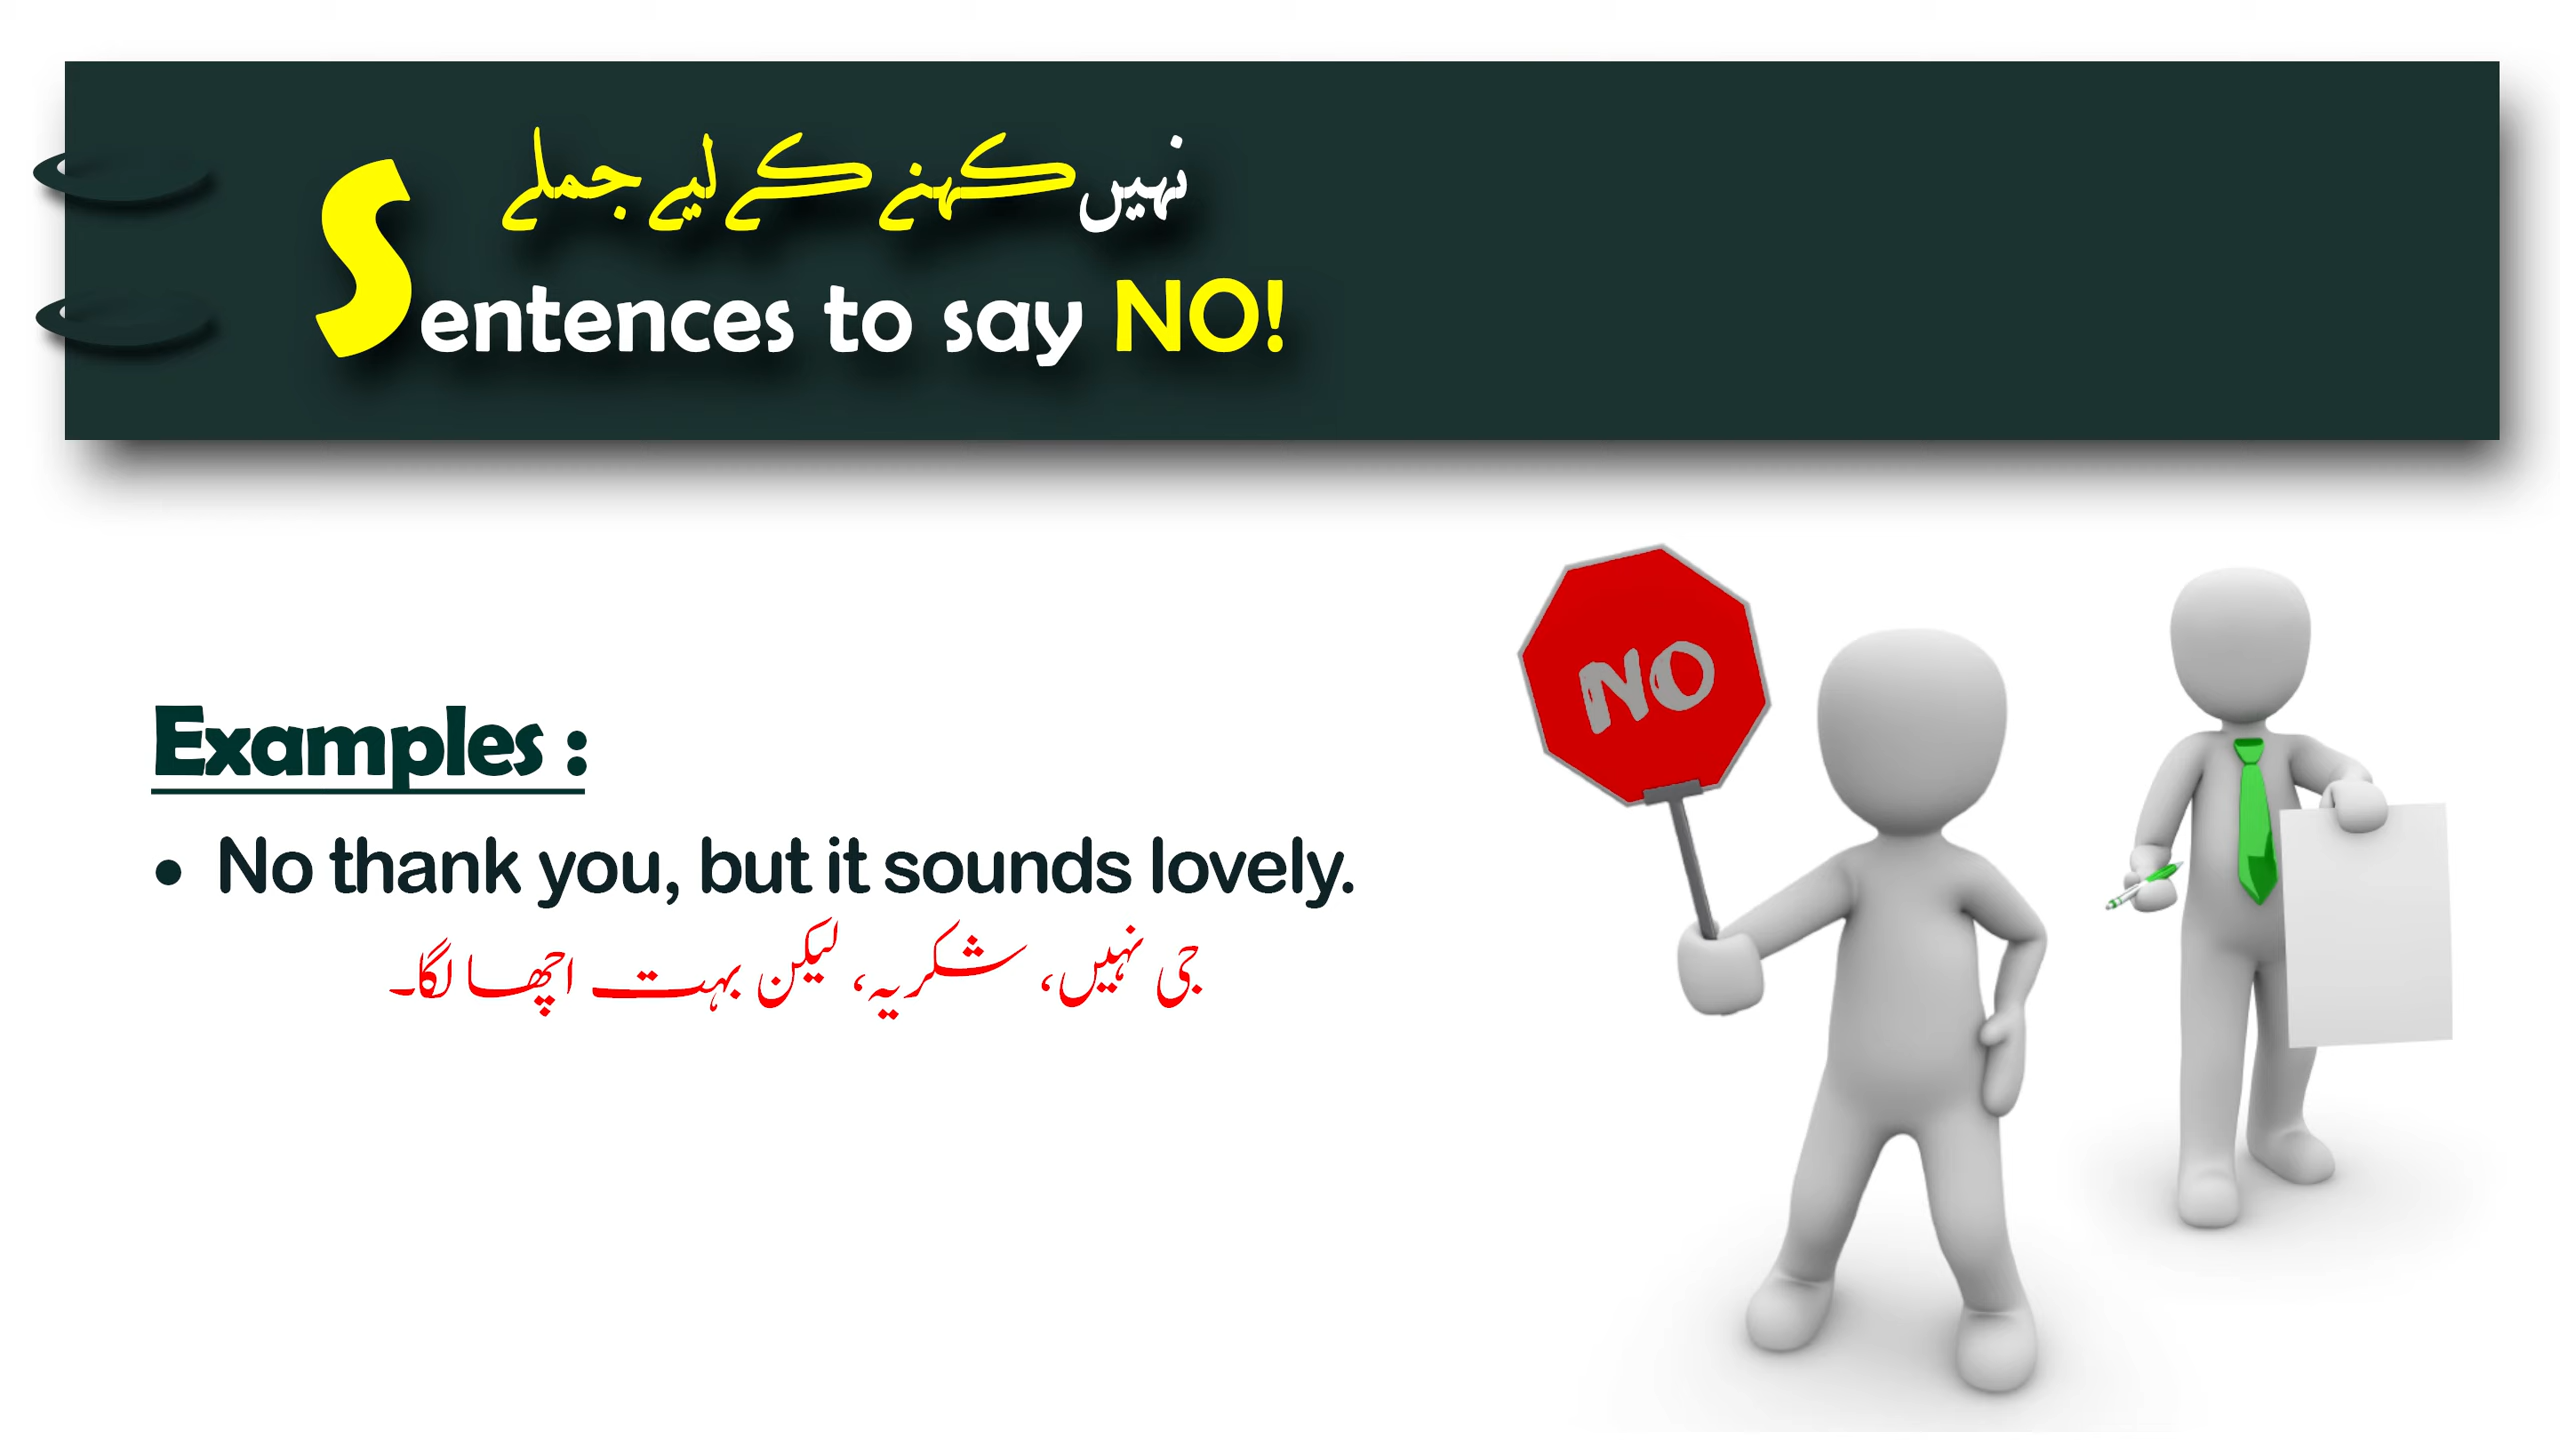 نہیں کہنے کے لیے جملے
Sentences to say NO!
NO
Examples :
• No thank you, but it sounds lovely.
جی نہیں، شکریہ، لیکن بہت اچھا لگا۔